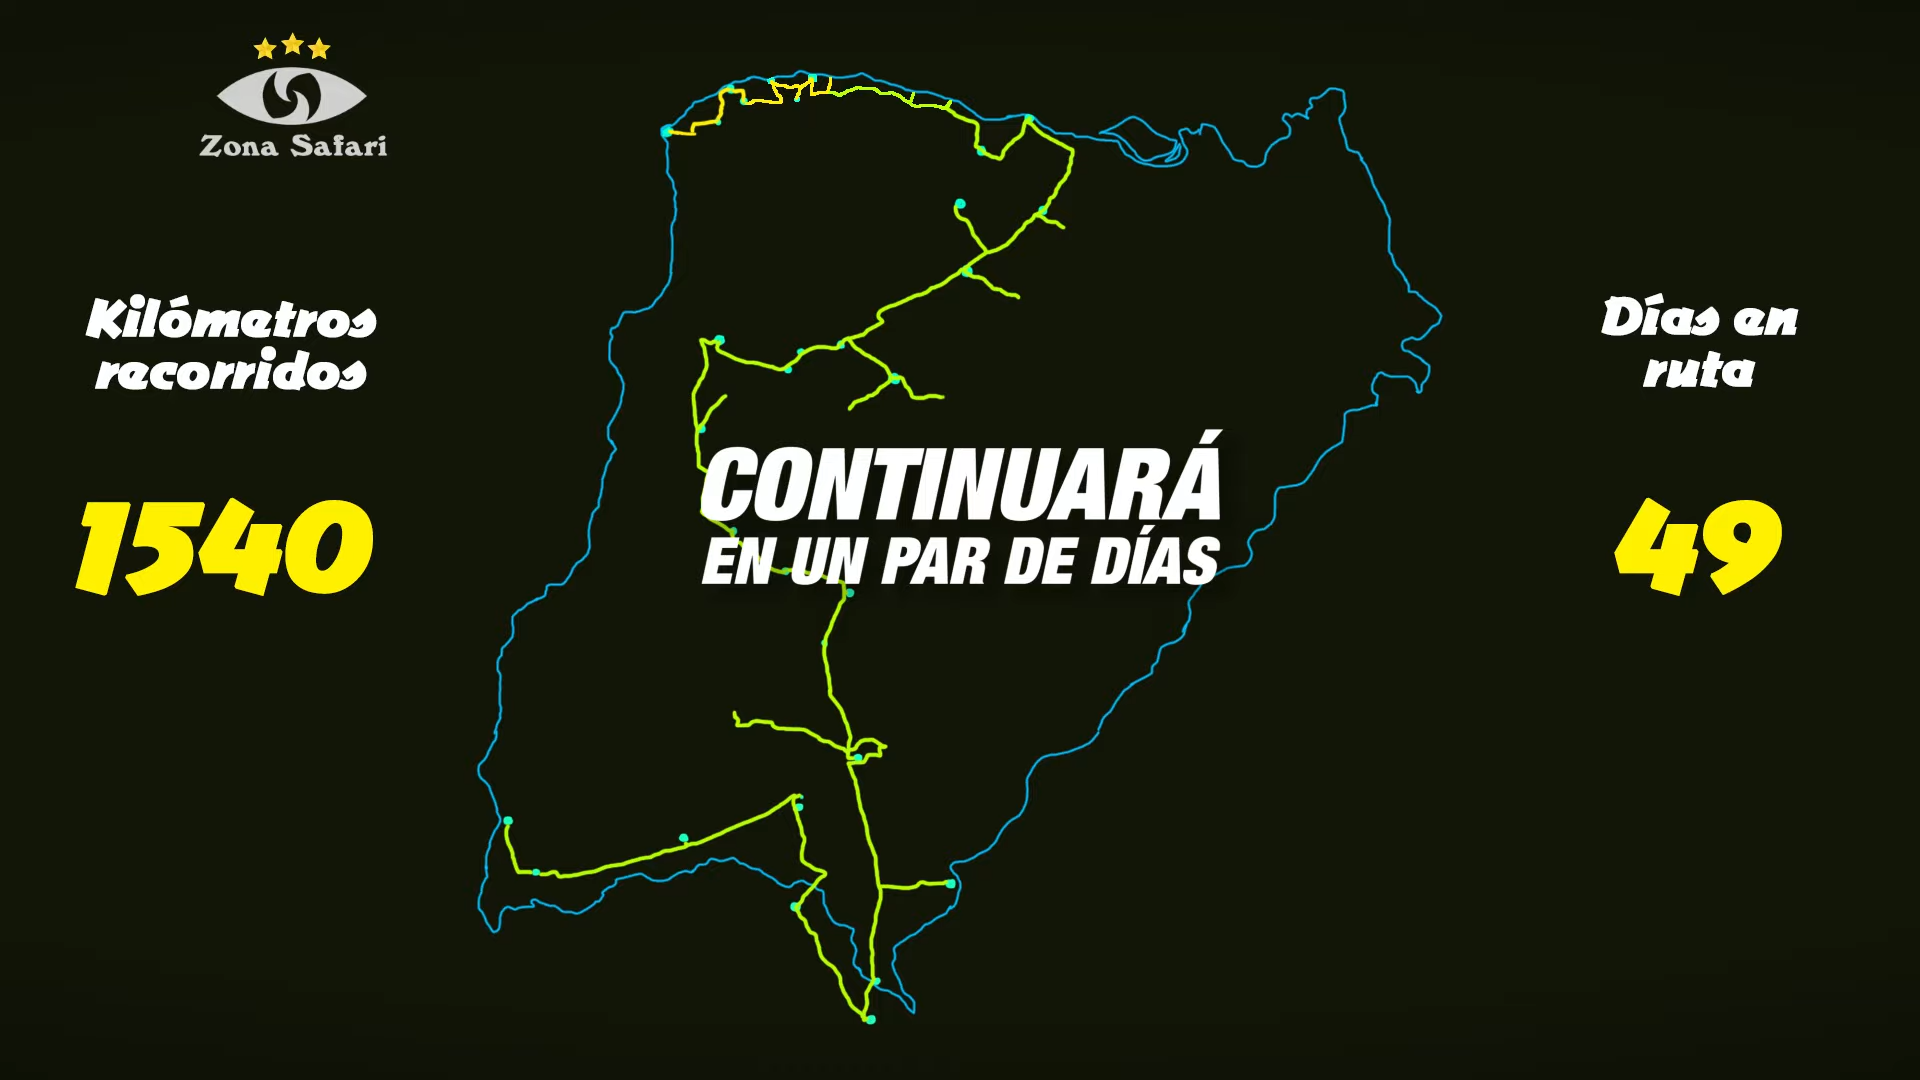 Zona Safari
Kilómetros
recorridos
1540
CONTINUARÁ
EN UN PAR DE DÍAS
Días en
ruta
49